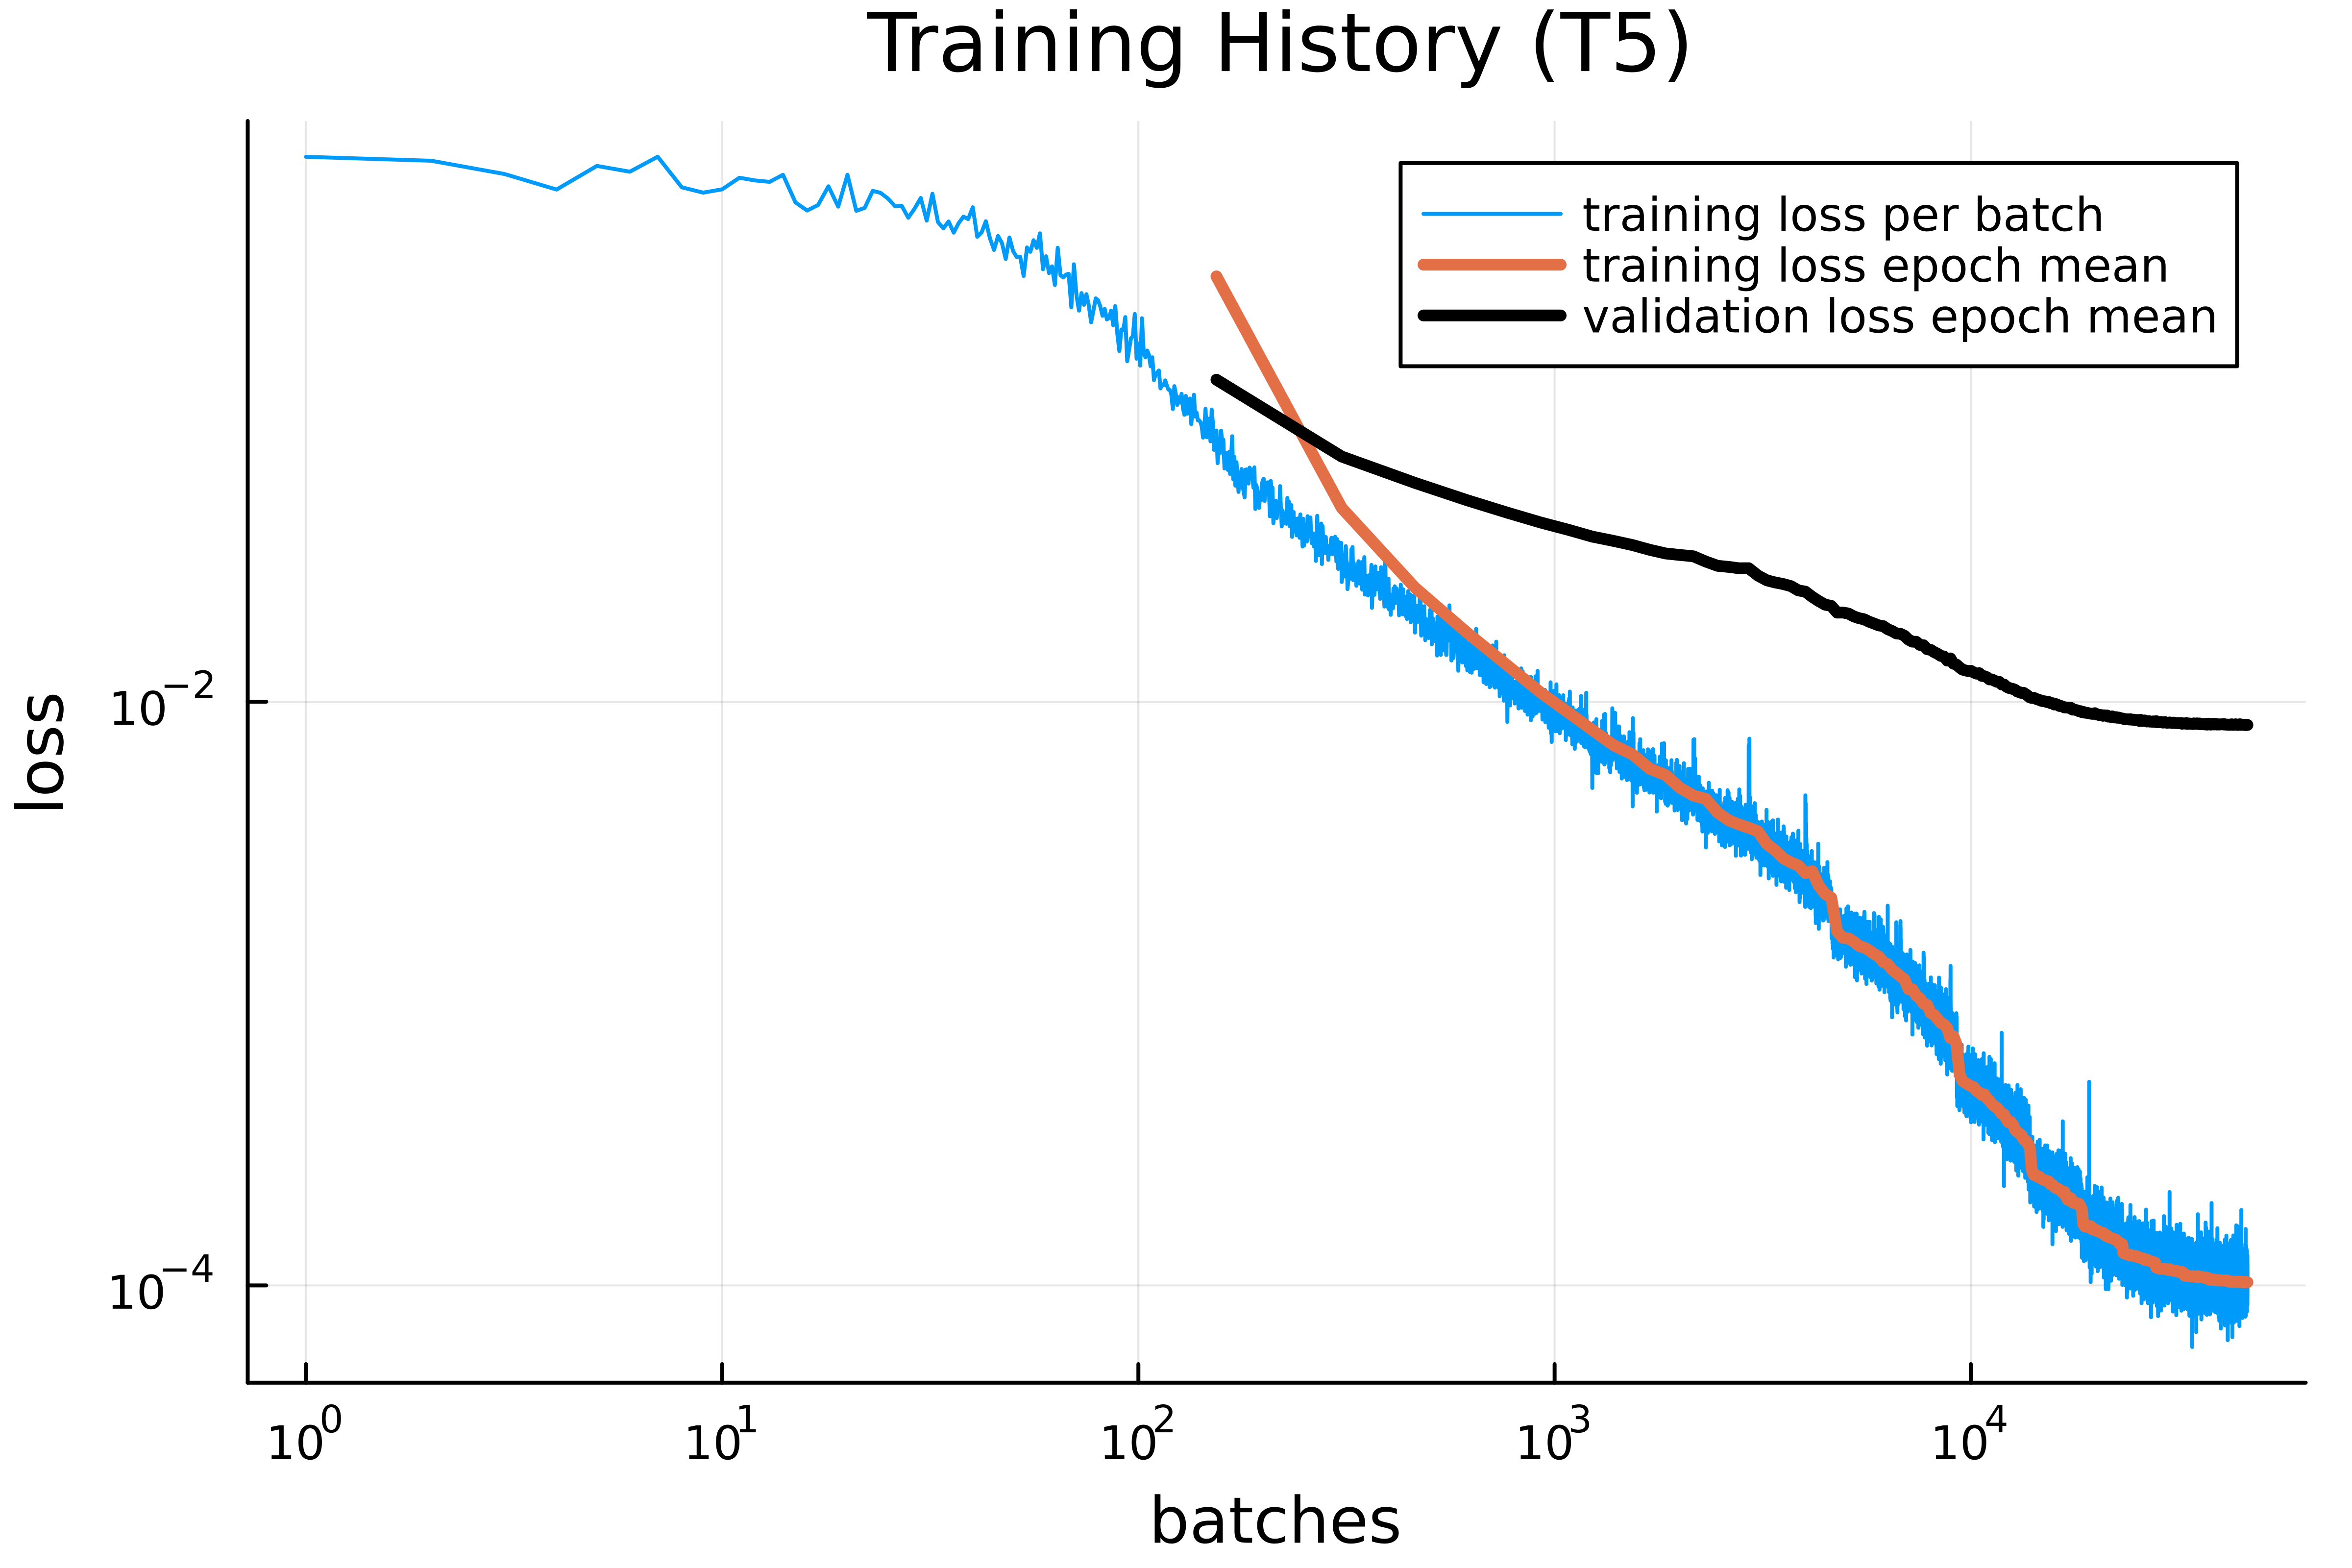 Training History (T5)
training loss per batch
training loss epoch mean
validation loss epoch mean
loss
10⁻²
10⁻⁴
10⁰ 10¹ 10² 10³ 10⁴
batches